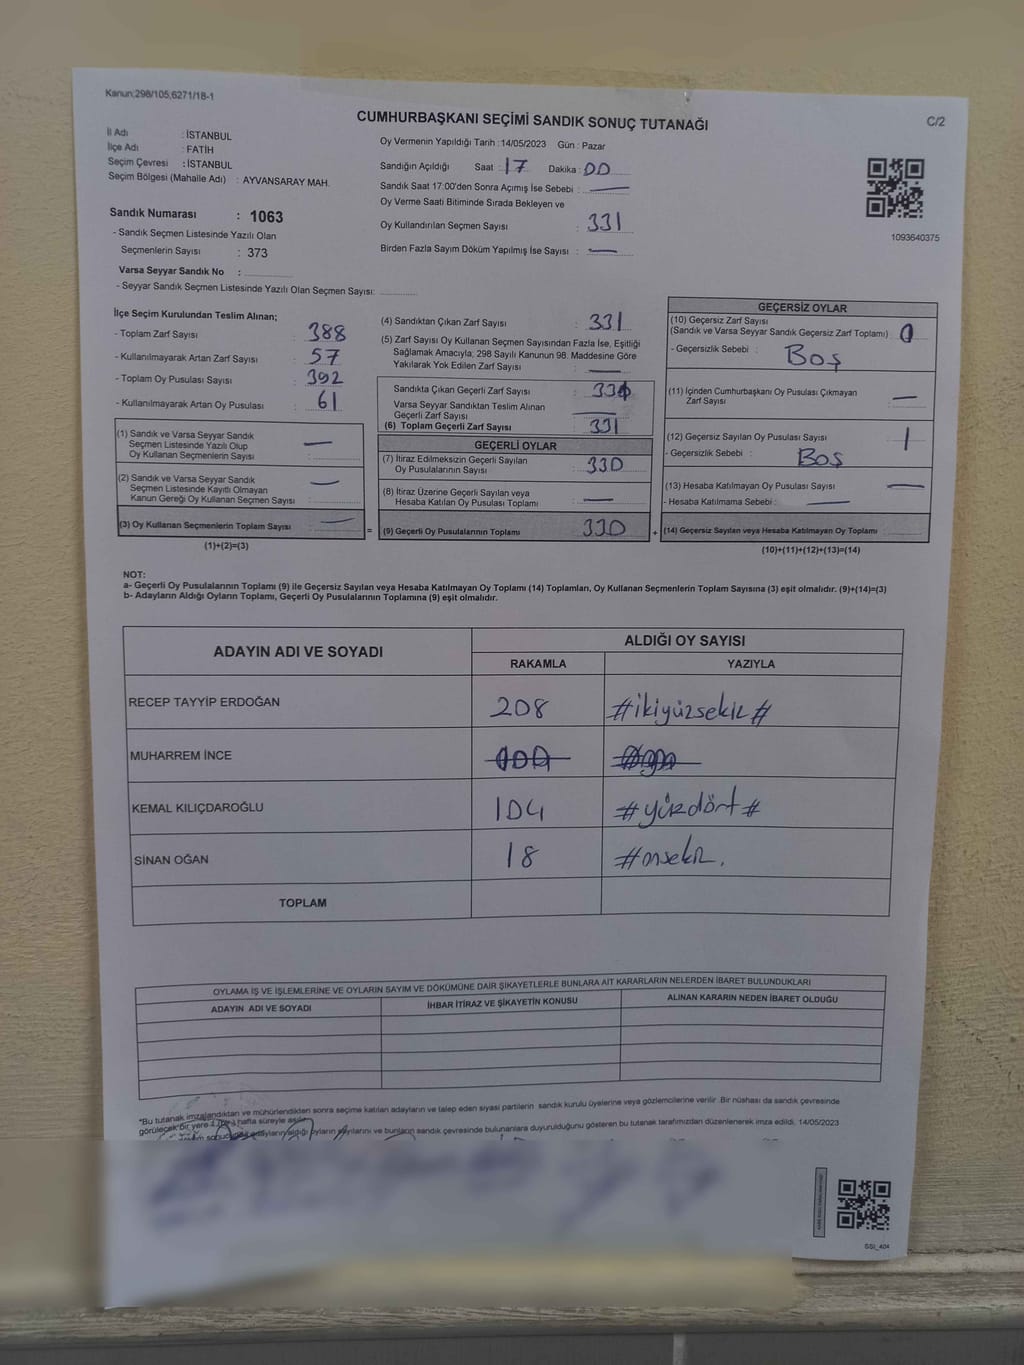 Kanun;298/105;6271/18-1
C/2
CUMHURBAŞKANI SEÇİMİ SANDIK SONUÇ TUTANAĞI
İl Adı : İSTANBUL
İlçe Adı : FATİH
Seçim Çevresi : İSTANBUL
Seçim Bölgesi (Mahalle Adı) : AYVANSARAY MAH.
Sandık Numarası : 1063
- Sandık Seçmen Listesinde Yazılı Olan
Seçmenlerin Sayısı : 373
Varsa Seyyar Sandık No :
- Seyyar Sandık Seçmen Listesinde Yazılı Olan Seçmen Sayısı:
Oy Vermenin Yapıldığı Tarih : 14/05/2023 Gün : Pazar
Sandığın Açıldığı Saat : 17 Dakika : 00
Sandık Saat 17:00'den Sonra Açımış İse Sebebi : —
Oy Verme Saati Bitiminde Sırada Bekleyen ve
Oy Kullandırılan Seçmen Sayısı : 331
Birden Fazla Sayım Döküm Yapılmış İse Sayısı : —
1093640375
İlçe Seçim Kurulundan Teslim Alınan;
- Toplam Zarf Sayısı : 388
- Kullanılmayarak Artan Zarf Sayısı : 57
- Toplam Oy Pusulası Sayısı : 392
- Kullanılmayarak Artan Oy Pusulası : 61
(1) Sandık ve Varsa Seyyar Sandık
Seçmen Listesinde Yazılı Olup
Oy Kullanan Seçmenlerin Sayısı : —
(2) Sandık ve Varsa Seyyar Sandık
Seçmen Listesinde Kayıtlı Olmayan
Kanun Gereği Oy Kullanan Seçmen Sayısı : —
(3) Oy Kullanan Seçmenlerin Toplam Sayısı —
(1)+(2)=(3)
=
(4) Sandıktan Çıkan Zarf Sayısı : 331
(5) Zarf Sayısı Oy Kullanan Seçmen Sayısından Fazla İse, Eşitliği
Sağlamak Amacıyla; 298 Sayılı Kanunun 98. Maddesine Göre
Yakılarak Yok Edilen Zarf Sayısı : —
Sandıkta Çıkan Geçerli Zarf Sayısı : 331
Varsa Seyyar Sandıktan Teslim Alınan
Geçerli Zarf Sayısı : —
(6) Toplam Geçerli Zarf Sayısı : 331
GEÇERLİ OYLAR
(7) İtiraz Edilmeksizin Geçerli Sayılan
Oy Pusulalarının Sayısı : 330
(8) İtiraz Üzerine Geçerli Sayılan veya
Hesaba Katılan Oy Pusulası Toplamı : —
(9) Geçerli Oy Pusulalarının Toplamı 330
+
GEÇERSİZ OYLAR
(10) Geçersiz Zarf Sayısı
(Sandık ve Varsa Seyyar Sandık Geçersiz Zarf Toplamı) : 0
- Geçersizlik Sebebi : Boş
(11) İçinden Cumhurbaşkanı Oy Pusulası Çıkmayan
Zarf Sayısı : —
(12) Geçersiz Sayılan Oy Pusulası Sayısı : 1
- Geçersizlik Sebebi : Boş
(13) Hesaba Katılmayan Oy Pusulası Sayısı : —
- Hesaba Katılmama Sebebi : —
(14) Geçersiz Sayılan veya Hesaba Katılmayan Oy Toplamı
(10)+(11)+(12)+(13)=(14)
NOT:
a- Geçerli Oy Pusulalarının Toplamı (9) ile Geçersiz Sayılan veya Hesaba Katılmayan Oy Toplamı (14) Toplamları, Oy Kullanan Seçmenlerin Toplam Sayısına (3) eşit olmalıdır. (9)+(14)=(3)
b- Adayların Aldığı Oyların Toplamı, Geçerli Oy Pusulalarının Toplamına (9) eşit olmalıdır.
ADAYIN ADI VE SOYADI
ALDIĞI OY SAYISI
RAKAMLA YAZIYLA
RECEP TAYYİP ERDOĞAN 208 #ikiyüzsekiz#
MUHARREM İNCE
KEMAL KILIÇDAROĞLU 104 #yüzdört#
SİNAN OĞAN 18 #onsekiz.
TOPLAM
OYLAMA İŞ VE İŞLEMLERİNE VE OYLARIN SAYIM VE DÖKÜMÜNE DAİR ŞİKAYETLERLE BUNLARA AİT KARARLARIN NELERDEN İBARET BULUNDUKLARI
ADAYIN ADI VE SOYADI İHBAR İTİRAZ VE ŞİKAYETİN KONUSU ALINAN KARARIN NEDEN İBARET OLDUĞU
*Bu tutanak imzalandıktan ve mühürlendikten sonra seçime katılan adayların ve talep eden siyasi partilerin sandık kurulu üyelerine veya gözlemcilerine verilir. Bir nüshası da sandık çevresinde
görülecek bir yere 1 (bir) hafta süreyle asılır.
adayların aldığı oyların sayılarını ve bunların sandık çevresinde bulunanlara duyurulduğunu gösteren bu tutanak tarafımızdan düzenlenerek imza edildi. 14/05/2023
SSI_404